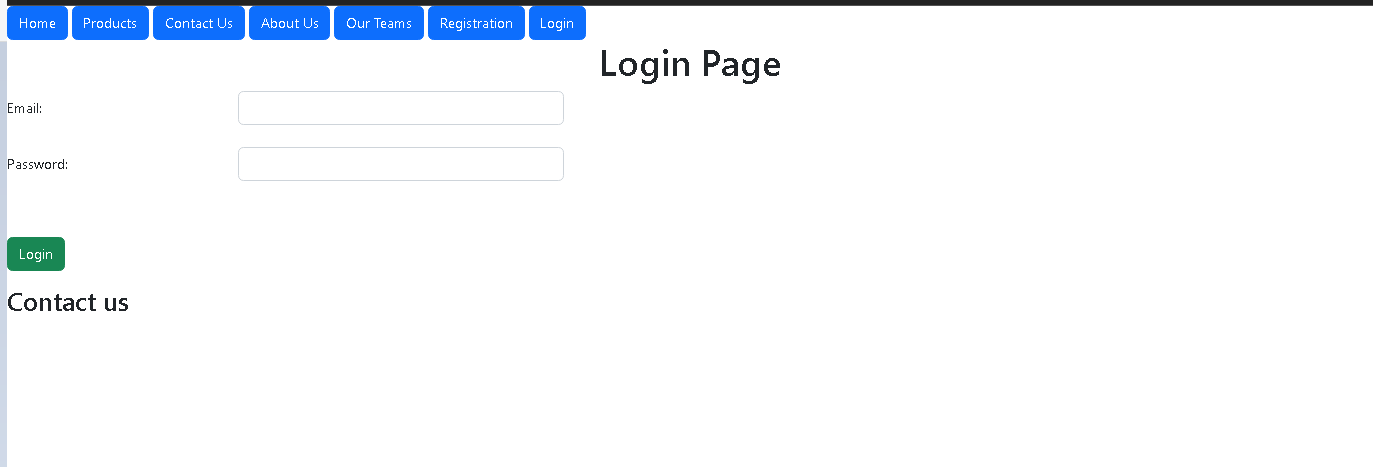 Home Products Contact Us About Us Our Teams Registration Login
Login Page
Email:
Password:
Login
Contact us